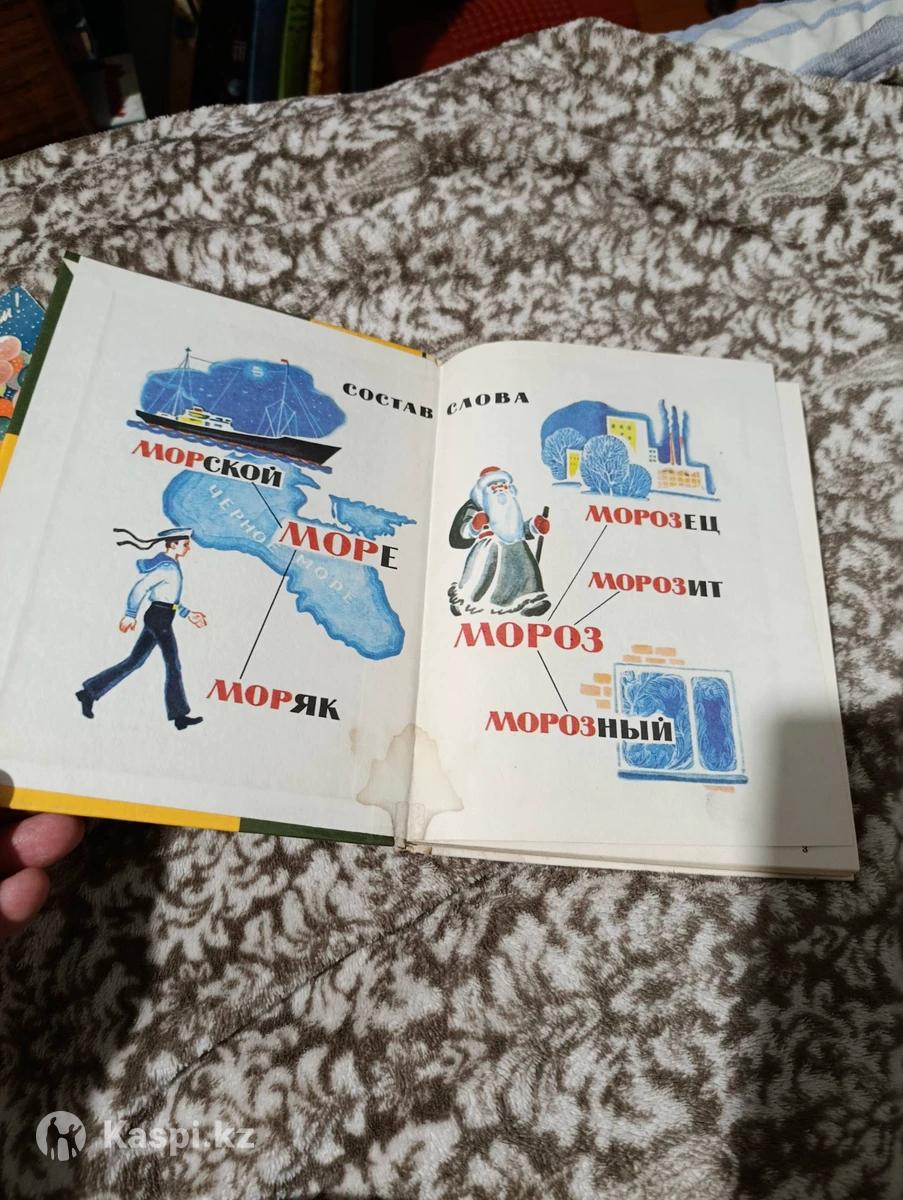 СОСТАВ СЛОВА
МОРСКОЙ
ЧЕРНОЕ МОРЕ
МОРЕ
МОРЯК
МОРОЗЕЦ
МОРОЗИТ
МОРОЗ
МОРОЗНЫЙ
3
Kaspi.kz